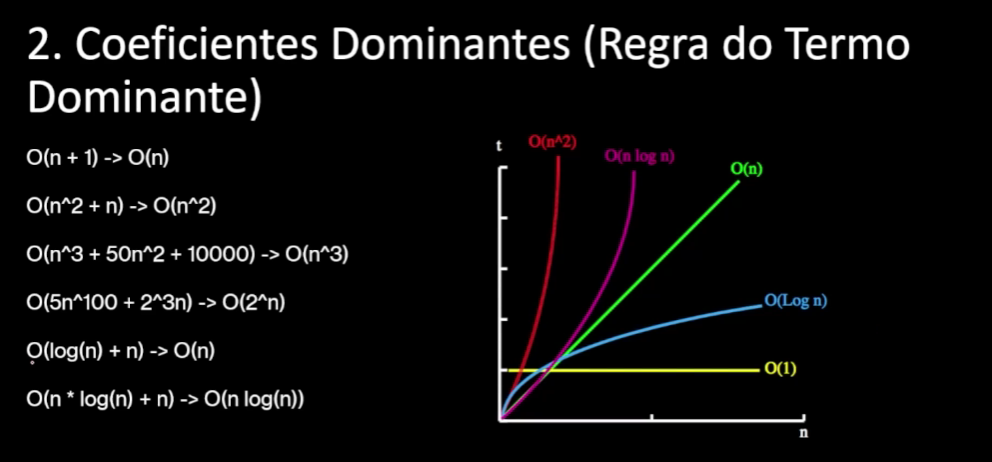 2. Coeficientes Dominantes (Regra do Termo
Dominante)
O(n + 1) -> O(n)
O(n^2 + n) -> O(n^2)
O(n^3 + 50n^2 + 10000) -> O(n^3)
O(5n^100 + 2^3n) -> O(2^n)
O(log(n) + n) -> O(n)
O(n * log(n) + n) -> O(n log(n))
t
O(n^2)
O(n log n)
O(n)
O(Log n)
O(1)
n